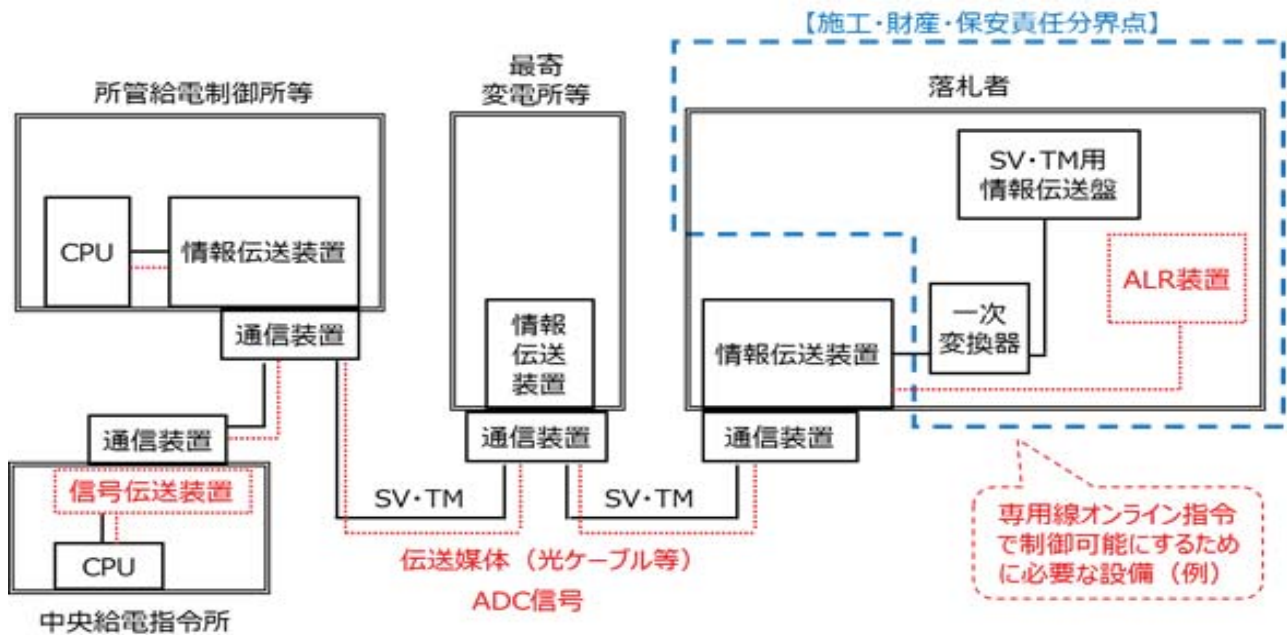 【施工・財産・保安責任分界点】
所管給電制御所等
最寄
変電所等
落札者
SV・TM用
情報伝送盤
CPU
情報伝送装置
ALR装置
一次
変換器
情報
伝送
装置
情報伝送装置
通信装置
通信装置
通信装置
通信装置
信号伝送装置
CPU
SV・TM
SV・TM
伝送媒体（光ケーブル等）
ADC信号
専用線オンライン指令
で制御可能にするため
に必要な設備（例）
中央給電指令所